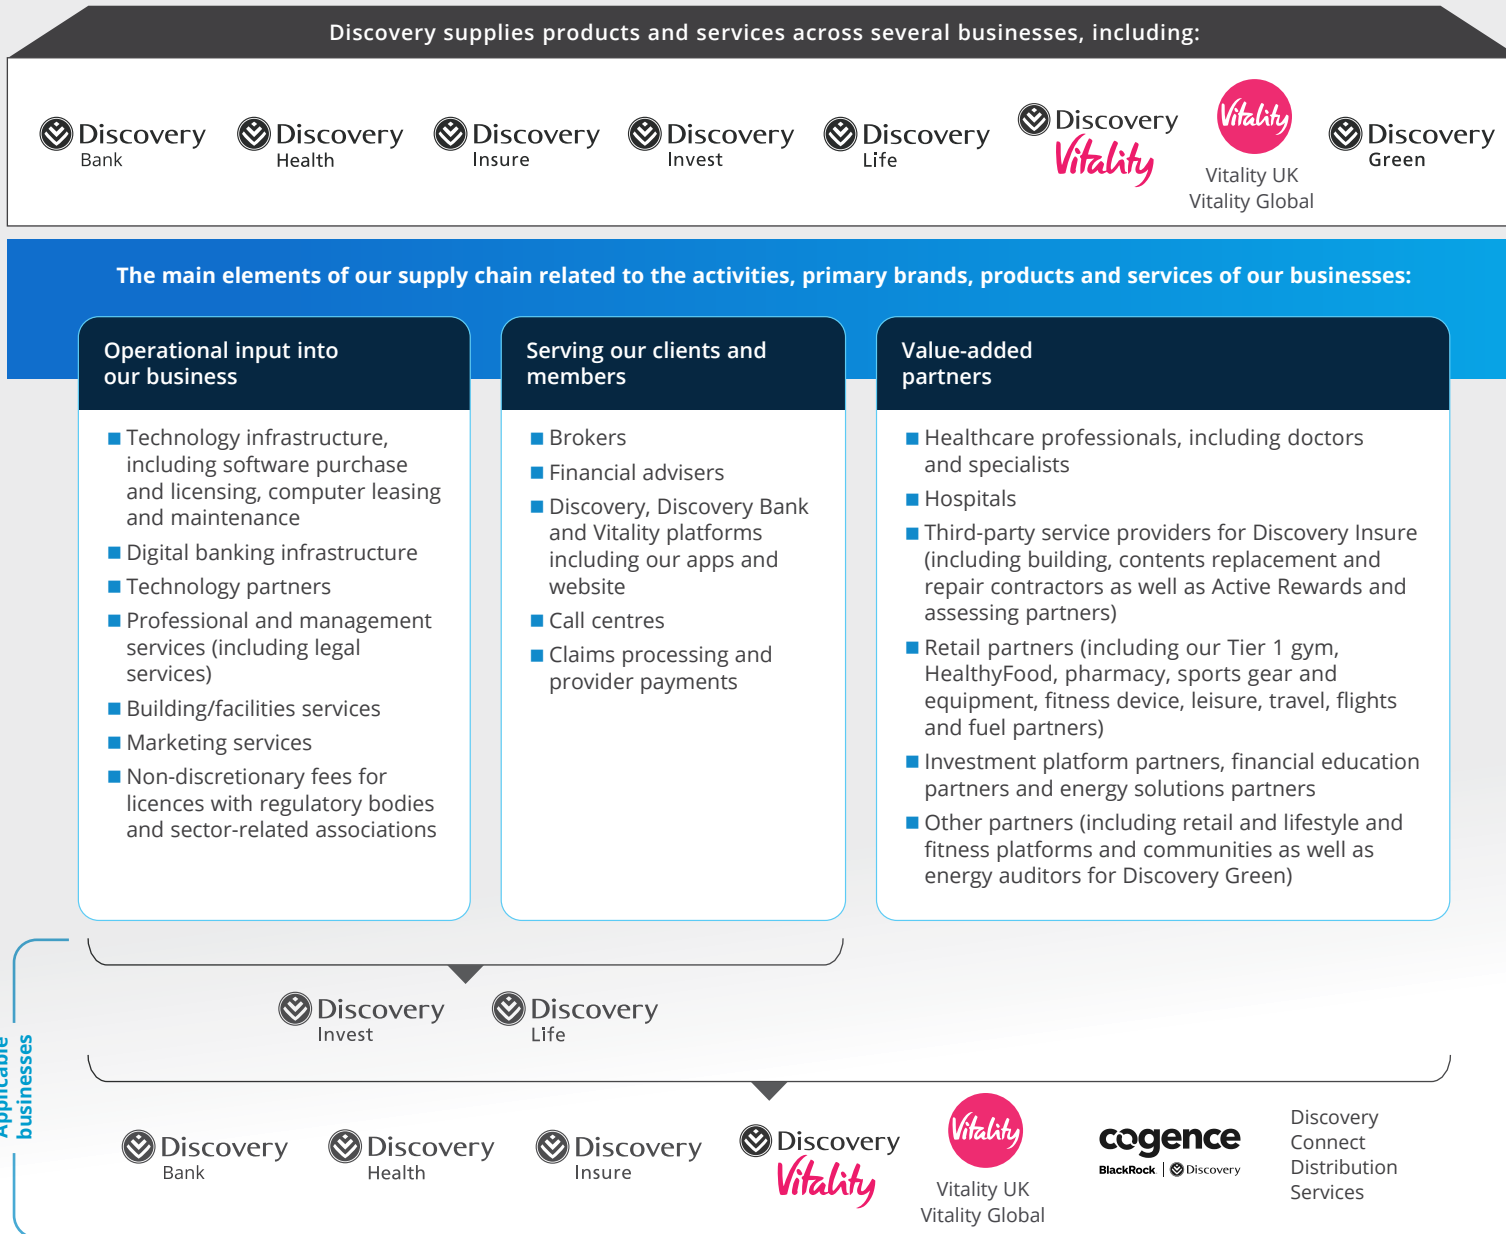 Discovery supplies products and services across several businesses, including:
Discovery
Bank
Discovery
Health
Discovery
Insure
Discovery
Invest
Discovery
Life
Discovery
Vitality
Vitality
Vitality UK
Vitality Global
Discovery
Green
The main elements of our supply chain related to the activities, primary brands, products and services of our businesses:
Operational input into
our business
Technology infrastructure,
including software purchase
and licensing, computer leasing
and maintenance
Digital banking infrastructure
Technology partners
Professional and management
services (including legal
services)
Building/facilities services
Marketing services
Non-discretionary fees for
licences with regulatory bodies
and sector-related associations
Serving our clients and
members
Brokers
Financial advisers
Discovery, Discovery Bank
and Vitality platforms
including our apps and
website
Call centres
Claims processing and
provider payments
Value-added
partners
Healthcare professionals, including doctors
and specialists
Hospitals
Third-party service providers for Discovery Insure
(including building, contents replacement and
repair contractors as well as Active Rewards and
assessing partners)
Retail partners (including our Tier 1 gym,
HealthyFood, pharmacy, sports gear and
equipment, fitness device, leisure, travel, flights
and fuel partners)
Investment platform partners, financial education
partners and energy solutions partners
Other partners (including retail and lifestyle and
fitness platforms and communities as well as
energy auditors for Discovery Green)
Applicable
businesses
Discovery
Invest
Discovery
Life
Discovery
Bank
Discovery
Health
Discovery
Insure
Discovery
Vitality
Vitality
Vitality UK
Vitality Global
cogence
BlackRock | Discovery
Discovery
Connect
Distribution
Services